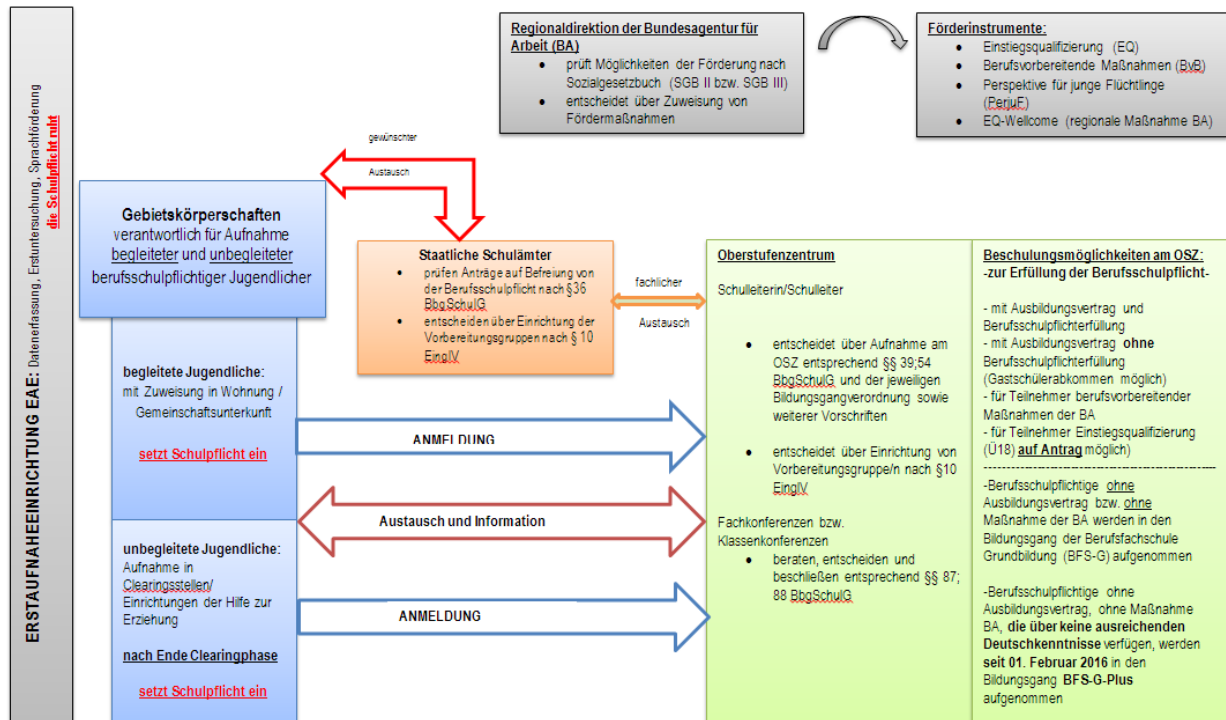 ERSTAUFNAHEEINRICHTUNG EAE: Datenerfassung, Erstuntersuchung, Sprachförderung
die Schulpflicht ruht
Regionaldirektion der Bundesagentur für
Arbeit (BA)
● prüft Möglichkeiten der Förderung nach
Sozialgesetzbuch (SGB II bzw. SGB III)
● entscheidet über Zuweisung von
Fördermaßnahmen
Förderinstrumente:
● Einstiegsqualifizierung (EQ)
● Berufsvorbereitende Maßnahmen (BvB)
● Perspektive für junge Flüchtlinge
(PerjuF)
● EQ-Wellcome (regionale Maßnahme BA)
gewünschter
Austausch
Gebietskörperschaften
verantwortlich für Aufnahme
begleiteter und unbegleiteter
berufsschulpflichtiger Jugendlicher
Staatliche Schulämter
● prüfen Anträge auf Befreiung von
der Berufsschulpflicht nach §36
BbgSchulG
● entscheiden über Einrichtung der
Vorbereitungsgruppen nach § 10
EingIV
fachlicher
Austausch
begleitete Jugendliche:
mit Zuweisung in Wohnung /
Gemeinschaftsunterkunft
setzt Schulpflicht ein
ANMELDUNG
Austausch und Information
unbegleitete Jugendliche:
Aufnahme in
Clearingsstellen/
Einrichtungen der Hilfe zur
Erziehung
nach Ende Clearingphase
setzt Schulpflicht ein
ANMELDUNG
Oberstufenzentrum
Schulleiterin/Schulleiter
● entscheidet über Aufnahme am
OSZ entsprechend §§ 39;54
BbgSchulG und der jeweiligen
Bildungsgangverordnung sowie
weiterer Vorschriften
● entscheidet über Einrichtung von
Vorbereitungsgruppe/n nach §10
EingIV
Fachkonferenzen bzw.
Klassenkonferenzen
● beraten, entscheiden und
beschließen entsprechend §§ 87;
88 BbgSchulG
Beschulungsmöglichkeiten am OSZ:
-zur Erfüllung der Berufsschulpflicht-
- mit Ausbildungsvertrag und
Berufsschulpflichterfüllung
- mit Ausbildungsvertrag ohne
Berufsschulpflichterfüllung
(Gastschülerabkommen möglich)
- für Teilnehmer berufsvorbereitender
Maßnahmen der BA
- für Teilnehmer Einstiegsqualifizierung
(Ü18) auf Antrag möglich)
-Berufsschulpflichtige ohne
Ausbildungsvertrag bzw. ohne
Maßnahme der BA werden in den
Bildungsgang der Berufsfachschule
Grundbildung (BFS-G) aufgenommen
-Berufsschulpflichtige ohne
Ausbildungsvertrag, ohne Maßnahme
BA, die über keine ausreichenden
Deutschkenntnisse verfügen, werden
seit 01. Februar 2016 in den
Bildungsgang BFS-G-Plus
aufgenommen